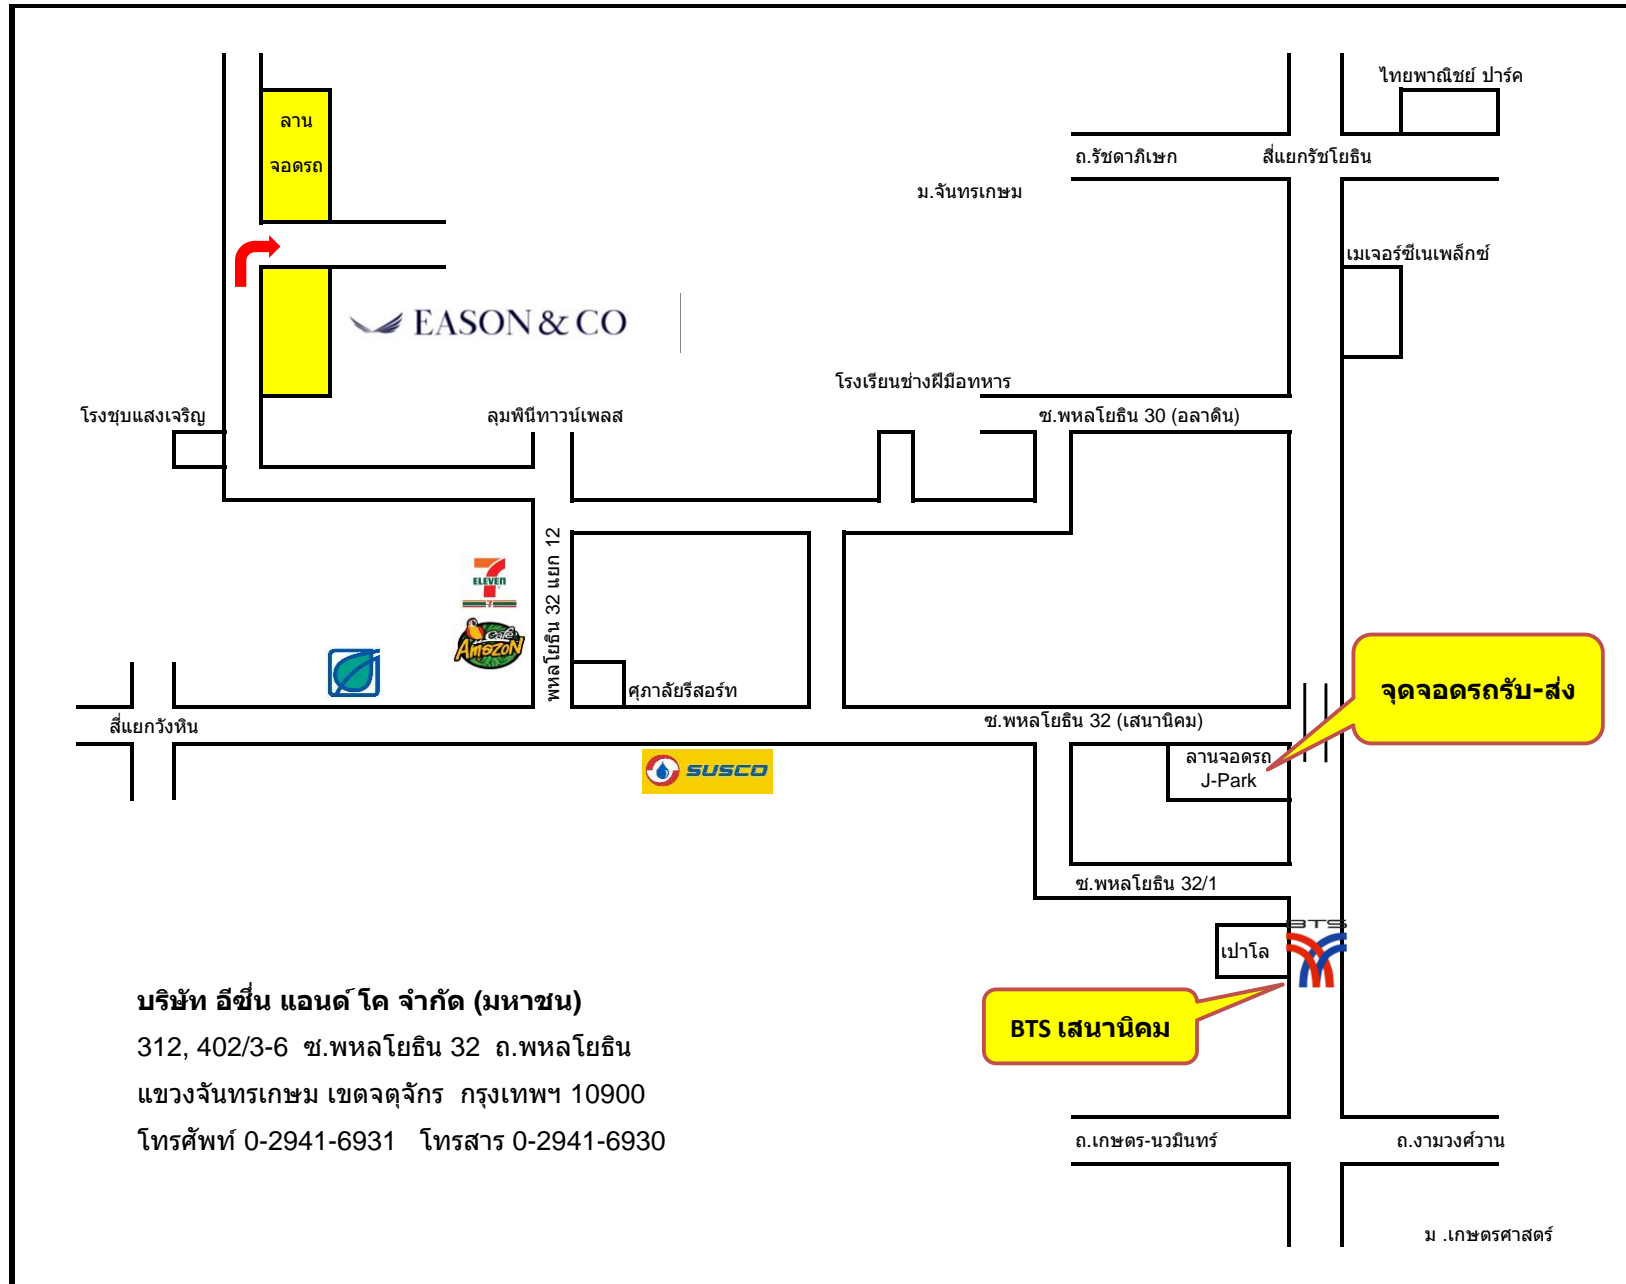 ไทยพาณิชย์ ปาร์ค
ลาน
จอดรถ
ถ.รัชดาภิเษก
สี่แยกรัชโยธิน
ม.จันทรเกษม
เมเจอร์ซีเนเพล็กซ์
EASON & CO
โรงเรียนช่างฝีมือทหาร
โรงชุบแสงเจริญ
ลุมพินีทาวน์เพลส
ซ.พหลโยธิน 30 (อลาดิน)
พหลโยธิน 32 แยก 12
7
ELEVEN
7
Café
Amazon
ศุภาลัยรีสอร์ท
จุดจอดรถรับ-ส่ง
สี่แยกวังหิน
ซ.พหลโยธิน 32 (เสนานิคม)
SUSCO
ลานจอดรถ
J-Park
ซ.พหลโยธิน 32/1
BTS
เปาโล
BTS เสนานิคม
บริษัท อีซึ่น แอนด์ โค จำกัด (มหาชน)
312, 402/3-6 ซ.พหลโยธิน 32 ถ.พหลโยธิน
แขวงจันทรเกษม เขตจตุจักร กรุงเทพฯ 10900
โทรศัพท์ 0-2941-6931 โทรสาร 0-2941-6930
ถ.เกษตร-นวมินทร์
ถ.งามวงศ์วาน
ม .เกษตรศาสตร์